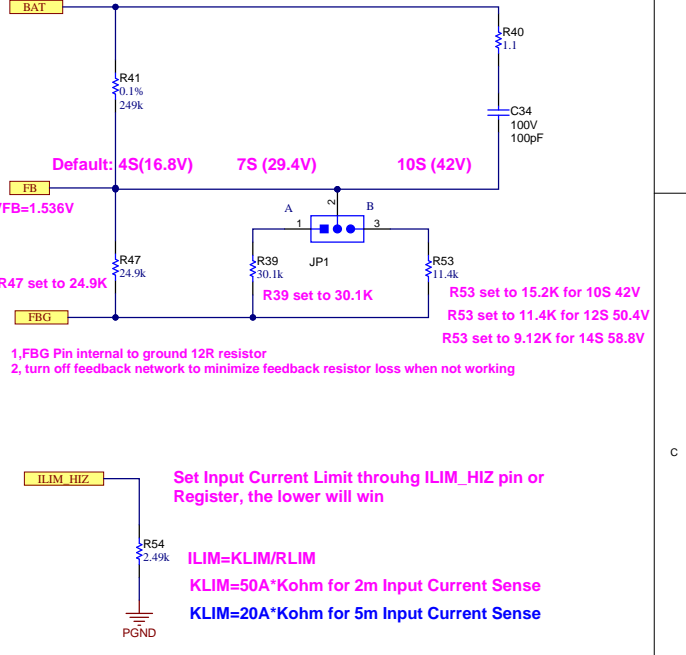 BAT
R40
1.1
R41
0.1%
249k
C34
100V
100pF
Default: 4S(16.8V) 7S (29.4V) 10S (42V)
FB
VFB=1.536V
A 2 B
1 3
R47
24.9k
R39
30.1k
JP1
R53
11.4k
R47 set to 24.9K
R39 set to 30.1K
R53 set to 15.2K for 10S 42V
R53 set to 11.4K for 12S 50.4V
R53 set to 9.12K for 14S 58.8V
FBG
1,FBG Pin internal to ground 12R resistor
2, turn off feedback network to minimize feedback resistor loss when not working
C
ILIM_HIZ
Set Input Current Limit throuhg ILIM_HIZ pin or
Register, the lower will win
R54
2.49k
ILIM=KLIM/RLIM
KLIM=50A*Kohm for 2m Input Current Sense
KLIM=20A*Kohm for 5m Input Current Sense
PGND